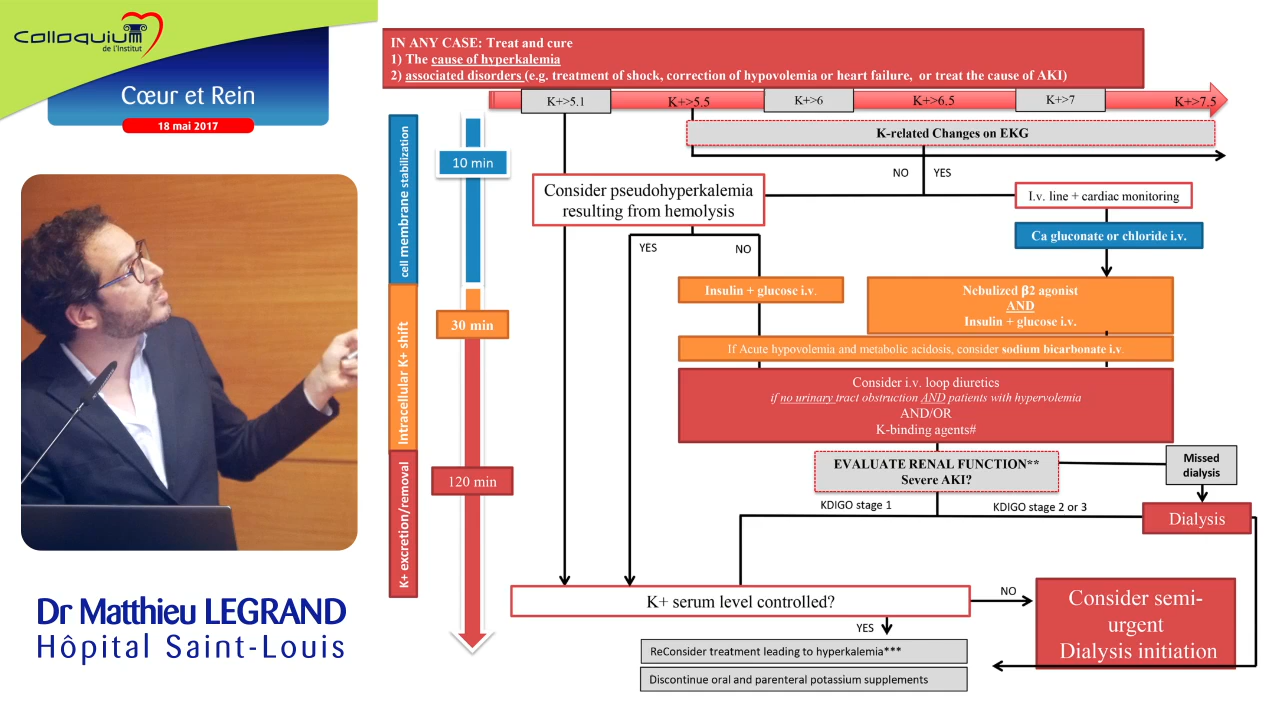 Colloquium
de l'Institut
Cœur et Rein
18 mai 2017
Dr Matthieu LEGRAND
Hôpital Saint-Louis
IN ANY CASE: Treat and cure
1) The cause of hyperkalemia
2) associated disorders (e.g. treatment of shock, correction of hypovolemia or heart failure, or treat the cause of AKI)
K+>5.1
K+>5.5
K+>6
K+>6.5
K+>7
K+>7.5
K-related Changes on EKG
NO
YES
cell membrane stabilization
10 min
Consider pseudohyperkalemia
resulting from hemolysis
I.v. line + cardiac monitoring
Ca gluconate or chloride i.v.
YES
NO
Intracellular K+ shift
30 min
Insulin + glucose i.v.
Nebulized β2 agonist
AND
Insulin + glucose i.v.
If Acute hypovolemia and metabolic acidosis, consider sodium bicarbonate i.v.
Consider i.v. loop diuretics
if no urinary tract obstruction AND patients with hypervolemia
AND/OR
K-binding agents#
K+ excretion/removal
120 min
EVALUATE RENAL FUNCTION**
Severe AKI?
Missed
dialysis
KDIGO stage 1
KDIGO stage 2 or 3
Dialysis
K+ serum level controlled?
NO
Consider semi-
urgent
Dialysis initiation
YES
ReConsider treatment leading to hyperkalemia***
Discontinue oral and parenteral potassium supplements